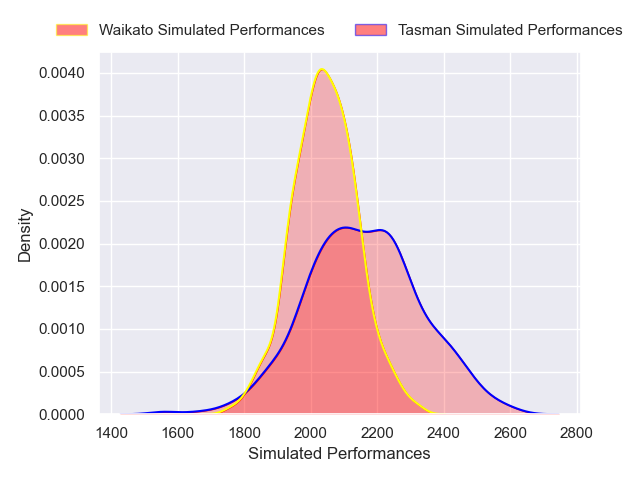 Waikato Simulated Performances
Tasman Simulated Performances
0.0040
0.0035
0.0030
0.0025
0.0020
0.0015
0.0010
0.0005
0.0000
Density
1400 1600 1800 2000 2200 2400 2600 2800
Simulated Performances